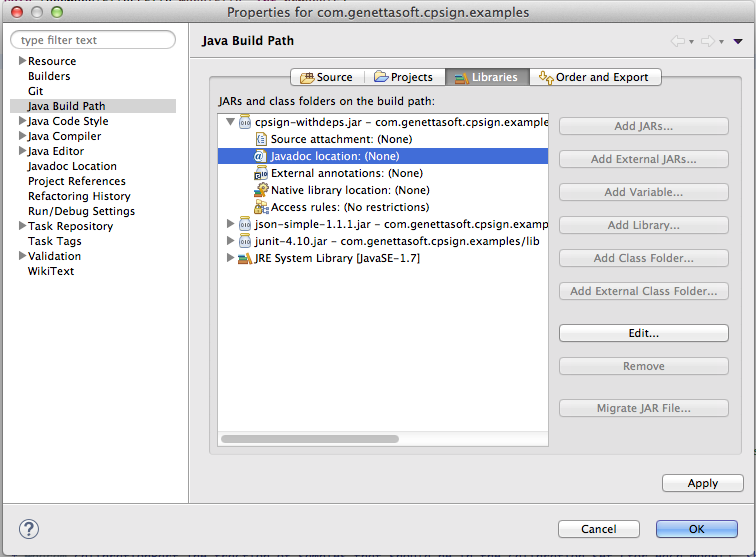 Properties for com.genettasoft.cpsign.examples
type filter text
Resource
Builders
Git
Java Build Path
Java Code Style
Java Compiler
Java Editor
Javadoc Location
Project References
Refactoring History
Run/Debug Settings
Task Repository
Task Tags
Validation
WikiText
Java Build Path
Source
Projects
Libraries
Order and Export
JARs and class folders on the build path:
cpsign-withdeps.jar - com.genettasoft.cpsign.example
Source attachment: (None)
Javadoc location: (None)
External annotations: (None)
Native library location: (None)
Access rules: (No restrictions)
json-simple-1.1.1.jar - com.genettasoft.cpsign.examp
junit-4.10.jar - com.genettasoft.cpsign.examples/lib
JRE System Library [JavaSE-1.7]
Add JARs...
Add External JARs...
Add Variable...
Add Library...
Add Class Folder...
Add External Class Folder...
Edit...
Remove
Migrate JAR File...
Apply
?
Cancel
OK